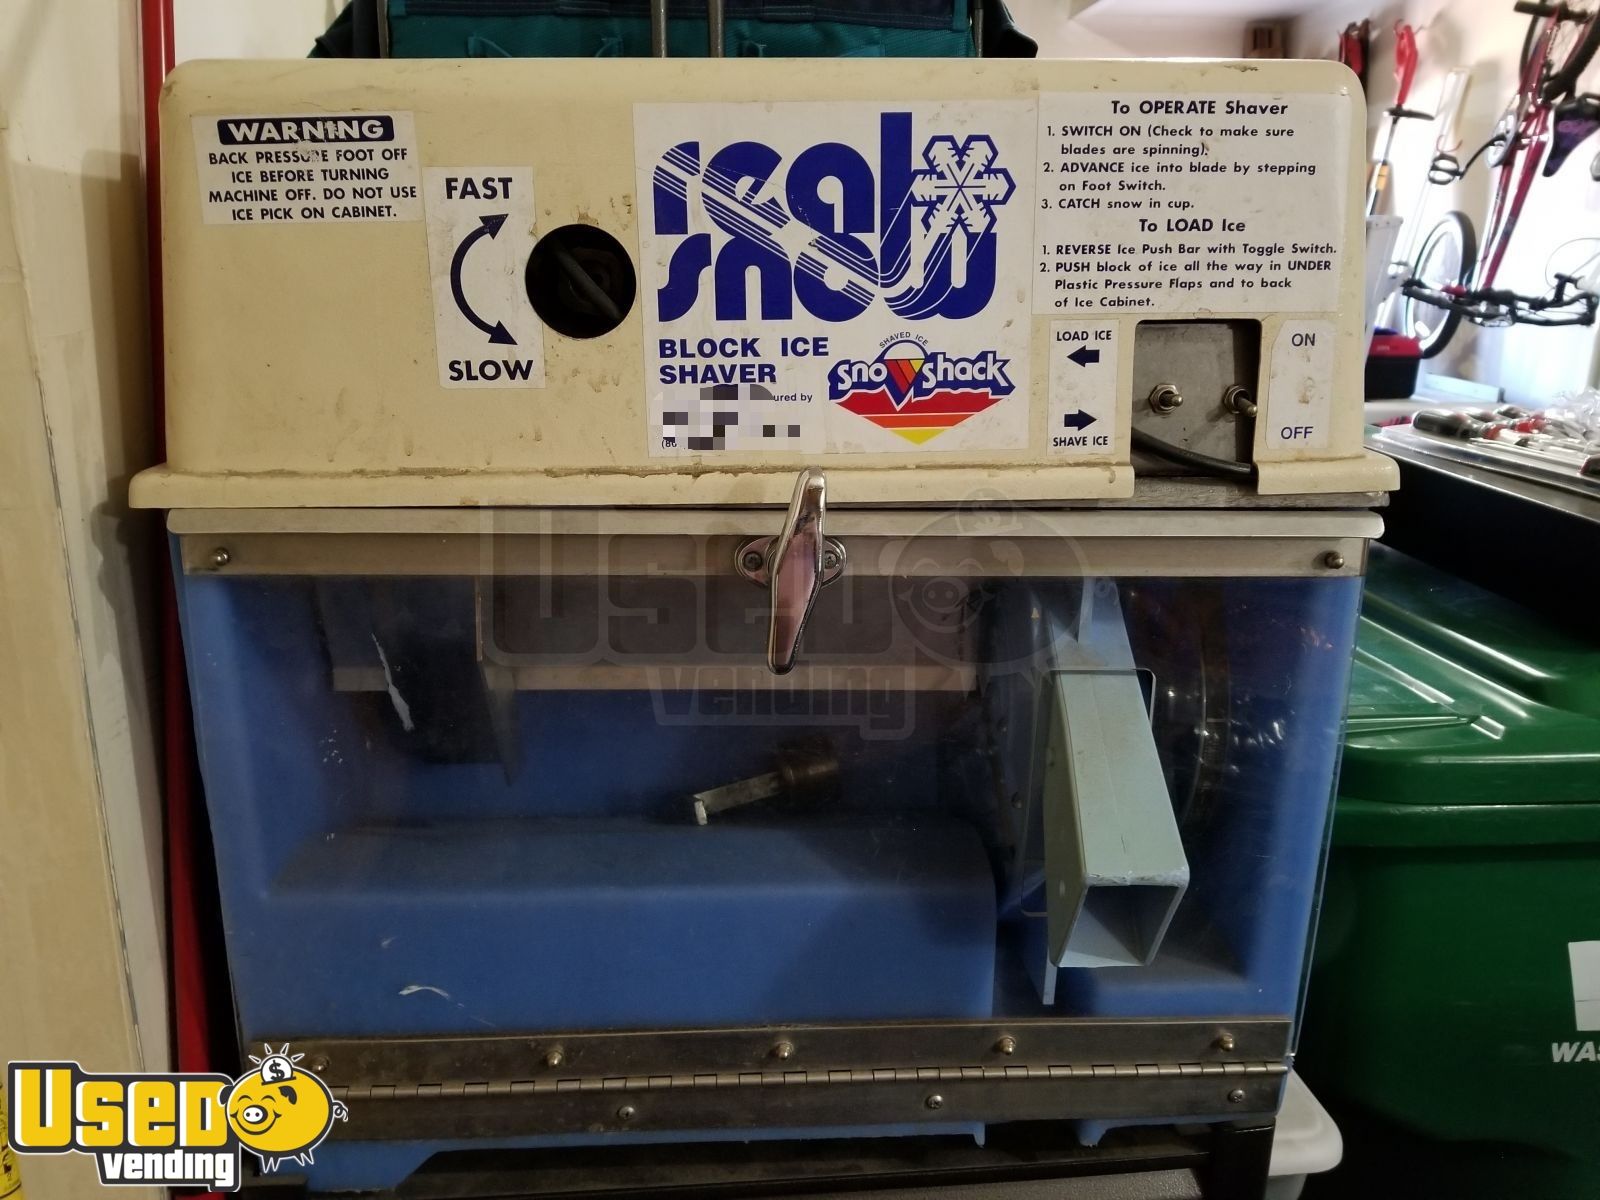 WARNING
BACK PRESSURE FOOT OFF
ICE BEFORE TURNING
MACHINE OFF. DO NOT USE
ICE PICK ON CABINET.
FAST
SLOW
real
snow
BLOCK ICE
SHAVER
ured by
(80
SHAVED ICE
sno shack
To OPERATE Shaver
1. SWITCH ON (Check to make sure
blades are spinning).
2. ADVANCE ice into blade by stepping
on Foot Switch.
3. CATCH snow in cup.
To LOAD Ice
1. REVERSE Ice Push Bar with Toggle Switch.
2. PUSH block of ice all the way in UNDER
Plastic Pressure Flaps and to back
of Ice Cabinet.
LOAD ICE
SHAVE ICE
ON
OFF
USED
vending
WAS
$
USED
vending